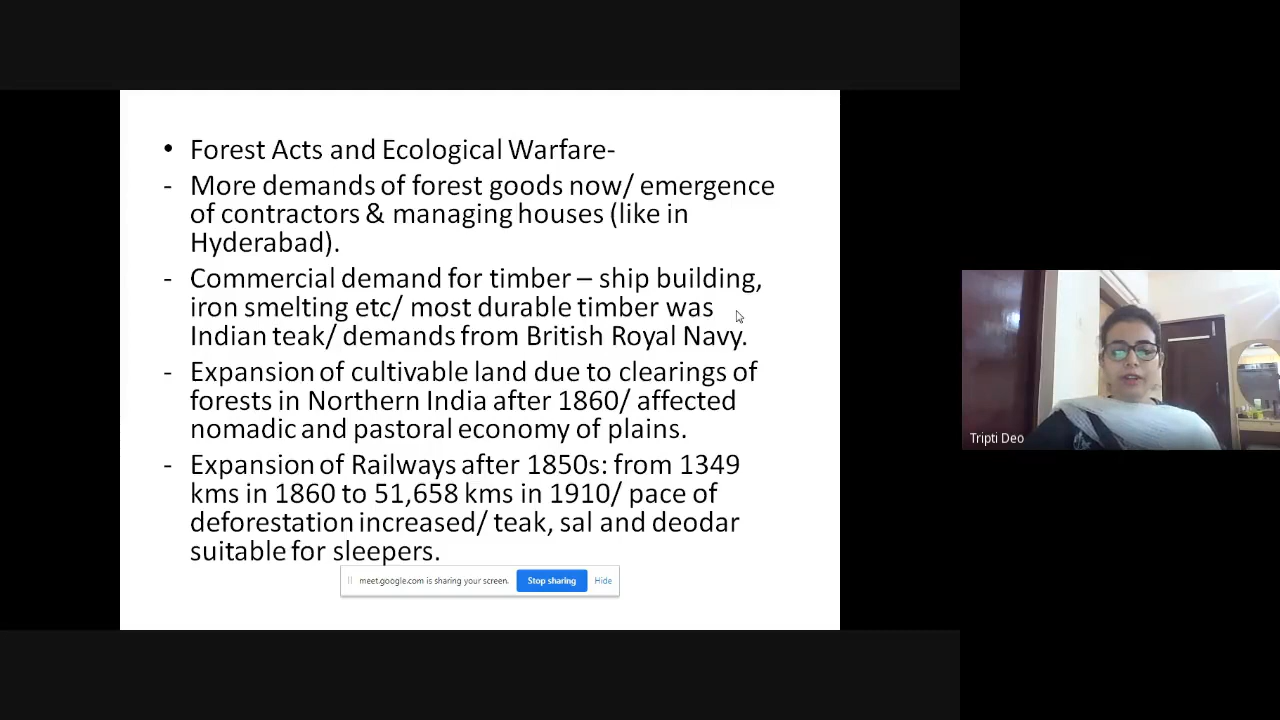 • Forest Acts and Ecological Warfare-
- More demands of forest goods now/ emergence
of contractors & managing houses (like in
Hyderabad).
- Commercial demand for timber – ship building,
iron smelting etc/ most durable timber was
Indian teak/ demands from British Royal Navy.
- Expansion of cultivable land due to clearings of
forests in Northern India after 1860/ affected
nomadic and pastoral economy of plains.
- Expansion of Railways after 1850s: from 1349
kms in 1860 to 51,658 kms in 1910/ pace of
deforestation increased/ teak, sal and deodar
suitable for sleepers.
meet.google.com is sharing your screen. Stop sharing Hide
Tripti Deo